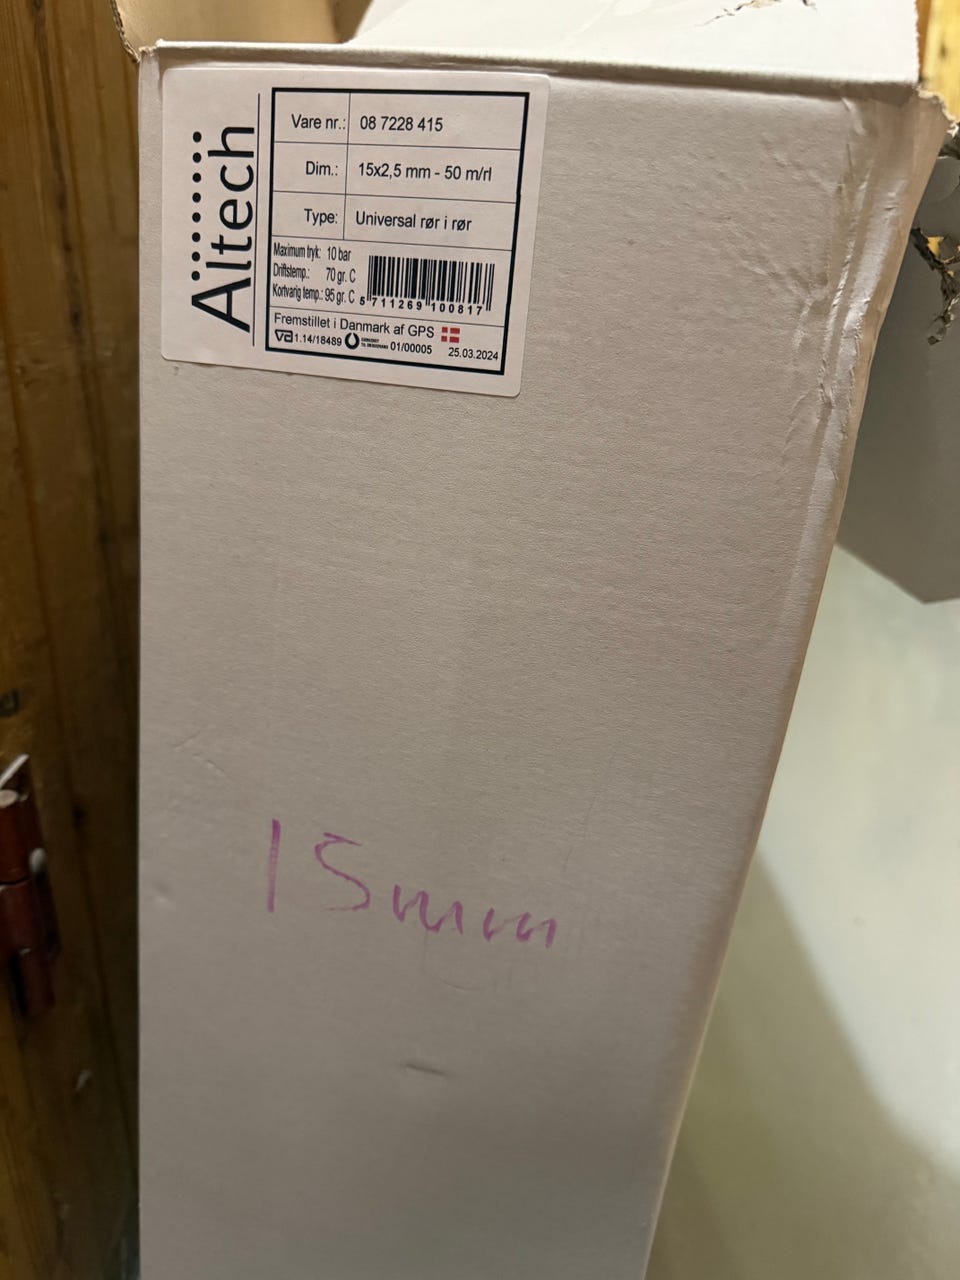 Altech
Vare nr.: 08 7228 415
Dim.: 15x2,5 mm - 50 m/rl
Type: Universal rør i rør
Maximum tryk: 10 bar
Driftstemp.: 70 gr. C
Kortvarig temp.: 95 gr. C
5 711269 100817
Fremstillet i Danmark af GPS
VA 1.14/18489 01/00005 25.03.2024
15mm